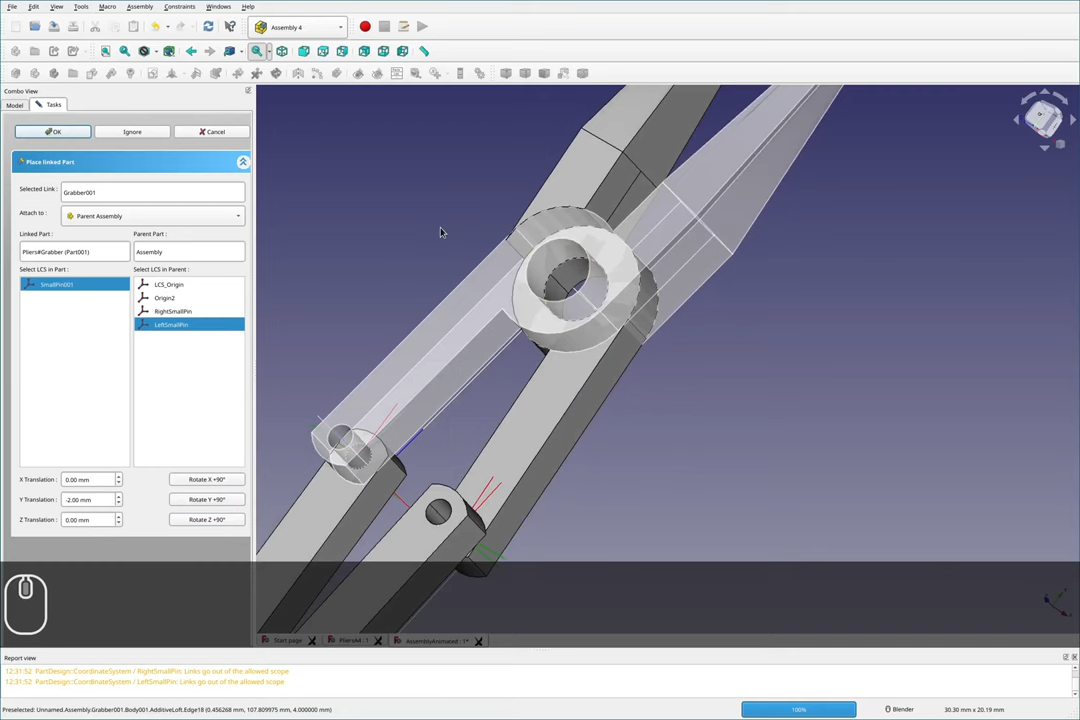 File Edit View Tools Macro Assembly Constraints Windows Help
Assembly 4
Combo View
Model Tasks
OK Ignore Cancel
Place linked Part
Selected Link : Grabber001
Attach to : Parent Assembly
Linked Part : Parent Part :
Pliers#Grabber (Part001) Assembly
Select LCS in Part : Select LCS in Parent :
SmallPin001 LCS_Origin
Origin2
RightSmallPin
LeftSmallPin
X Translation : 0.00 mm Rotate X +90°
Y Translation : -2.00 mm Rotate Y +90°
Z Translation : 0.00 mm Rotate Z +90°
Start page PliersA4 : 1 AssemblyAnimated : 1*
Report view
12:31:52 PartDesign::CoordinateSystem / RightSmallPin: Links go out of the allowed scope
12:31:52 PartDesign::CoordinateSystem / LeftSmallPin: Links go out of the allowed scope
Preselected: Unnamed.Assembly.Grabber001.Body001.AdditiveLoft.Edge18 (0.456268 mm, 107.809975 mm, 4.000000 mm) 100% Blender 30.30 mm x 20.19 mm